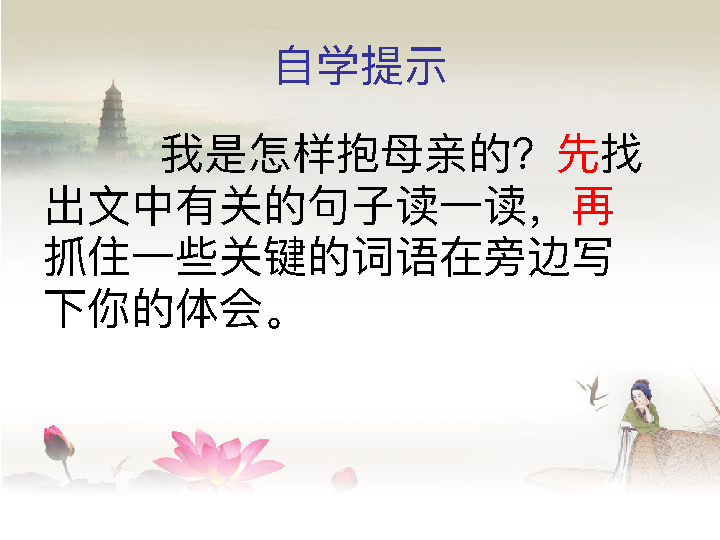 自学提示
我是怎样抱母亲的？先找
出文中有关的句子读一读，再
抓住一些关键的词语在旁边写
下你的体会。